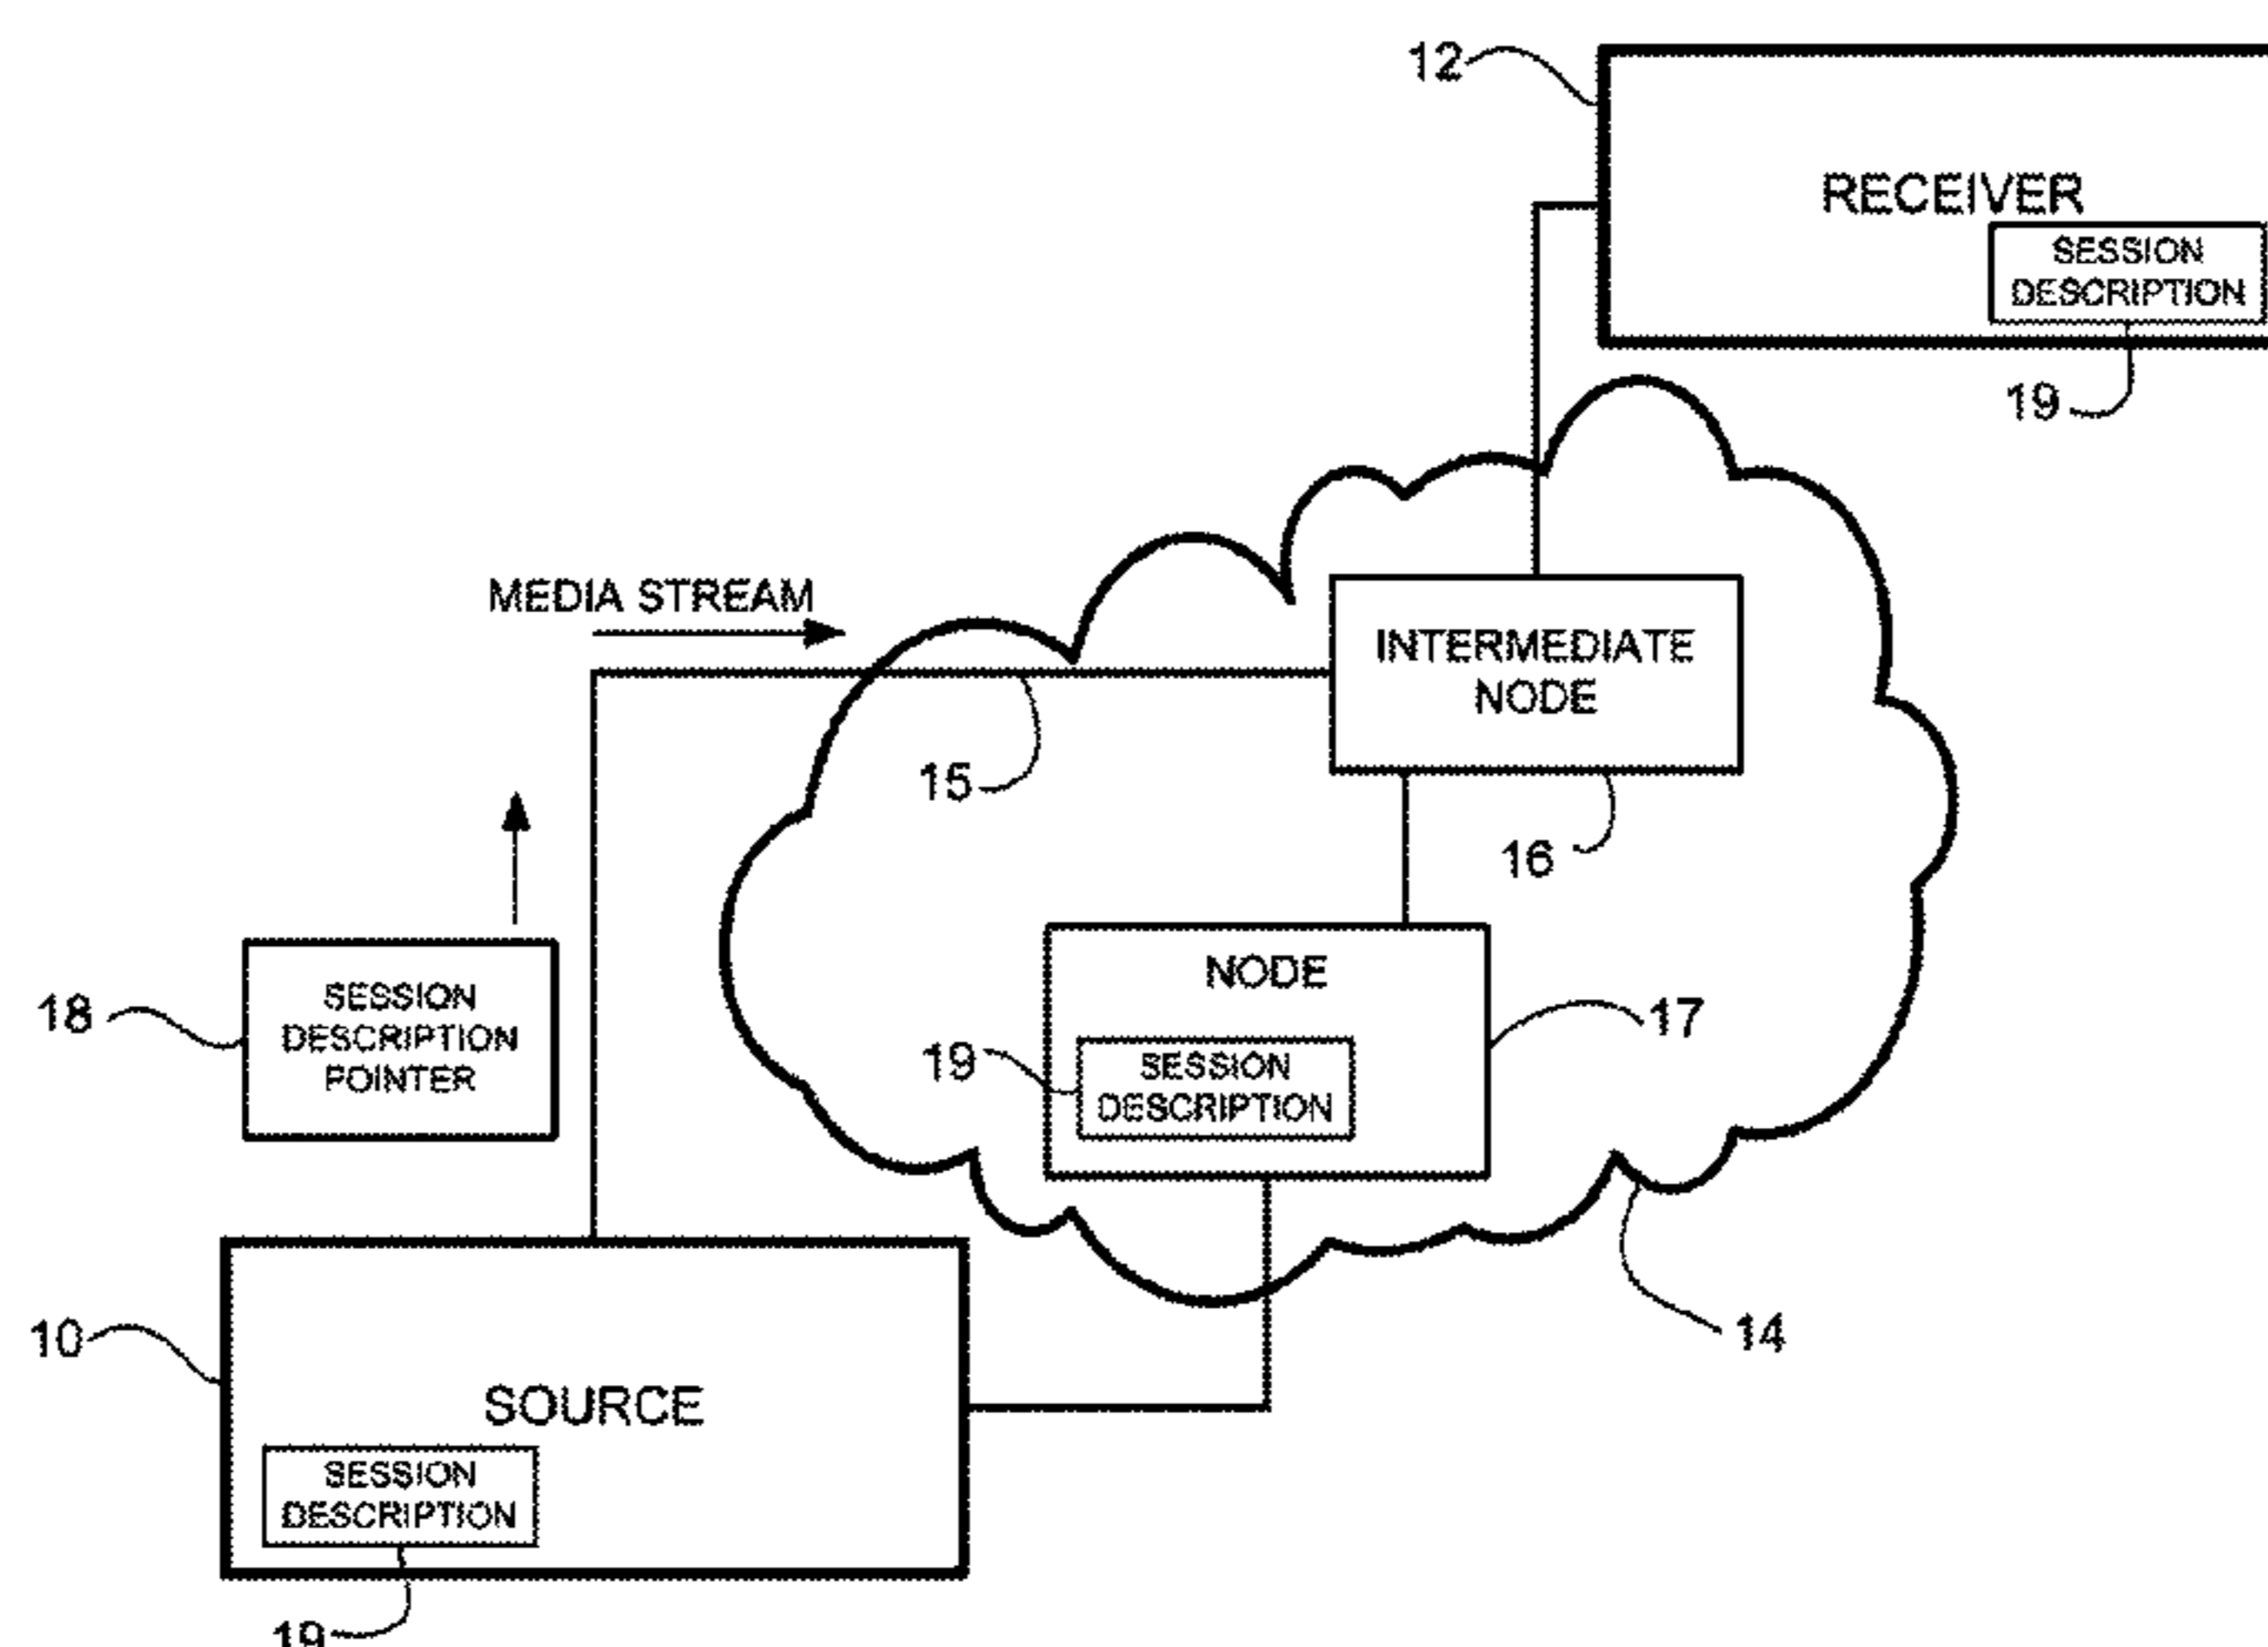 12
RECEIVER
SESSION
DESCRIPTION
19
MEDIA STREAM
INTERMEDIATE
NODE
15
16
NODE
18
SESSION
DESCRIPTION
POINTER
17
19
SESSION
DESCRIPTION
10
SOURCE
14
SESSION
DESCRIPTION
19